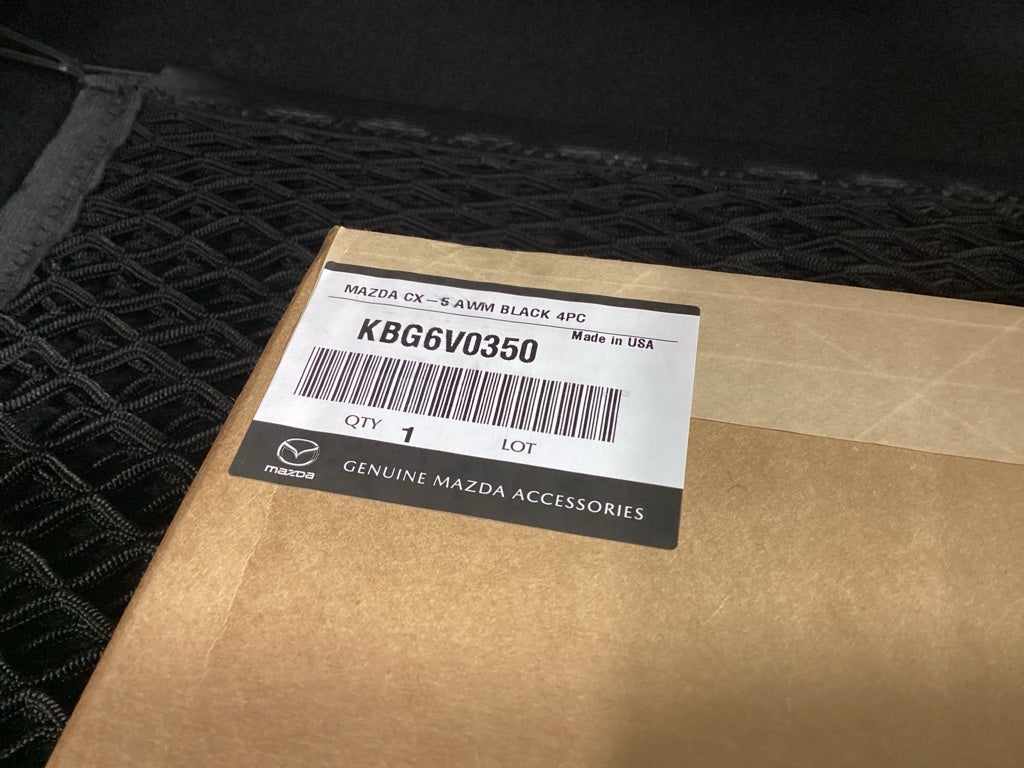 MAZDA CX-5 AWM BLACK 4PC
Made in USA
KBG6V0350
QTY 1 LOT
mazda GENUINE MAZDA ACCESSORIES